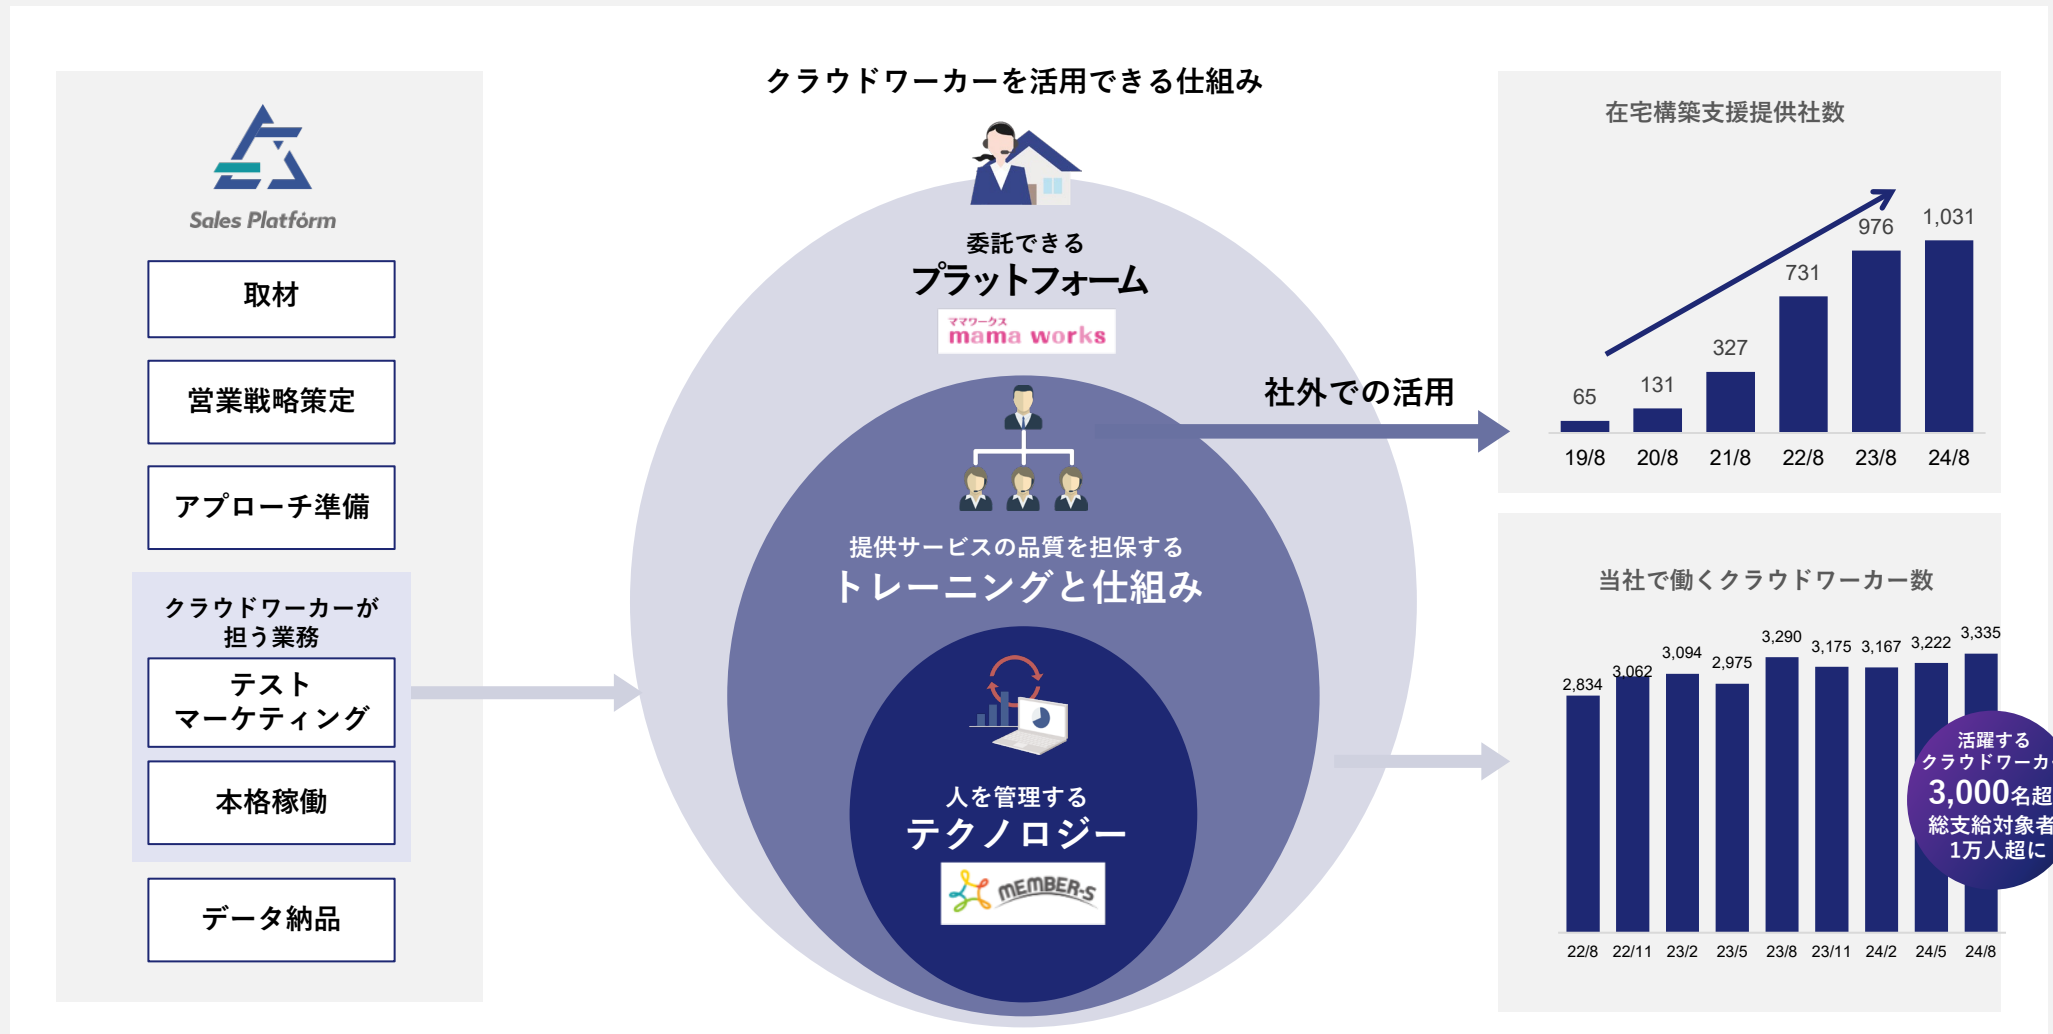 Sales Platform
取材
営業戦略策定
アプローチ準備
クラウドワーカーが
担う業務
テスト
マーケティング
本格稼働
データ納品
クラウドワーカーを活用できる仕組み
委託できる
プラットフォーム
ママワークス
mama works
提供サービスの品質を担保する
トレーニングと仕組み
人を管理する
テクノロジー
MEMBER-S
社外での活用
在宅構築支援提供社数
65
131
327
731
976
1,031
19/8 20/8 21/8 22/8 23/8 24/8
当社で働くクラウドワーカー数
2,834
3,062
3,094
2,975
3,290
3,175
3,167
3,222
3,335
22/8 22/11 23/2 23/5 23/8 23/11 24/2 24/5 24/8
活躍する
クラウドワーカー
3,000名超
総支給対象者
1万人超に